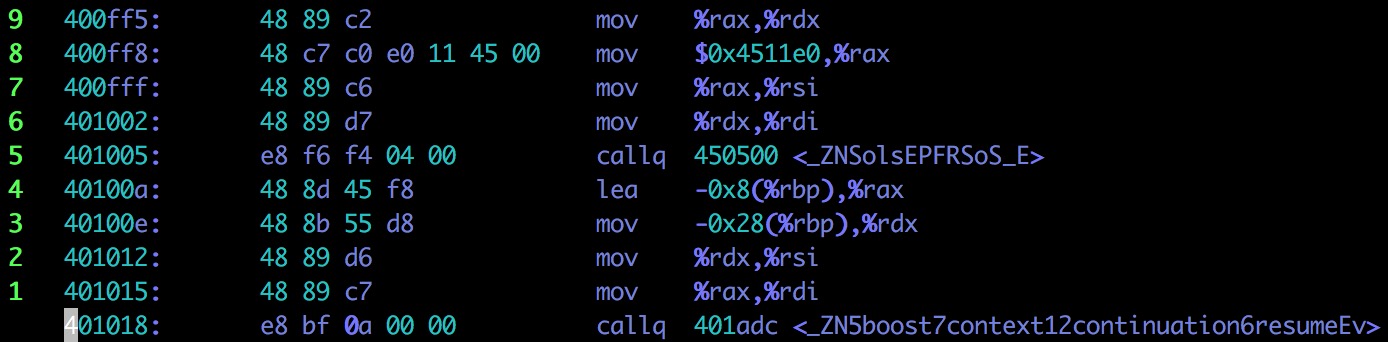 9 400ff5: 48 89 c2 mov %rax,%rdx
8 400ff8: 48 c7 c0 e0 11 45 00 mov $0x4511e0,%rax
7 400fff: 48 89 c6 mov %rax,%rsi
6 401002: 48 89 d7 mov %rdx,%rdi
5 401005: e8 f6 f4 04 00 callq 450500 <_ZNSolsEPFRSoS_E>
4 40100a: 48 8d 45 f8 lea -0x8(%rbp),%rax
3 40100e: 48 8b 55 d8 mov -0x28(%rbp),%rdx
2 401012: 48 89 d6 mov %rdx,%rsi
1 401015: 48 89 c7 mov %rax,%rdi
401018: e8 bf 0a 00 00 callq 401adc <_ZN5boost7context12continuation6resumeEv>